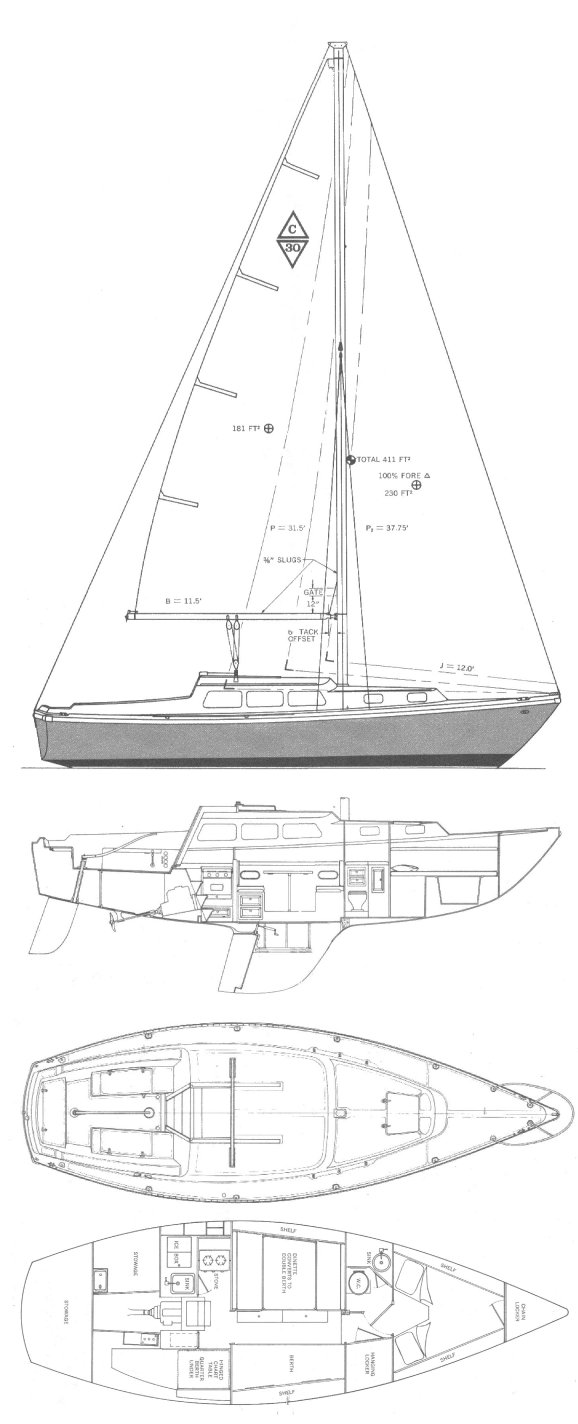 C
30
181 FT²
TOTAL 411 FT²
100% FORE Δ
230 FT²
P = 31.5'
P₂ = 37.75'
⅝" SLUGS
GATE
12"
B = 11.5'
6 TACK
OFFSET
J = 12.0'
STOWAGE
STOWAGE
ICE
BOX
SINK
STOVE
SHELF
DINETTE
CONVERTS TO
DOUBLE BERTH
SINK
W.C.
SHELF
CHAIN
LOCKER
HINGED
CHART
TABLE
QUARTER
BERTH
UNDER
BERTH
SHELF
HANGING
LOCKER
SHELF